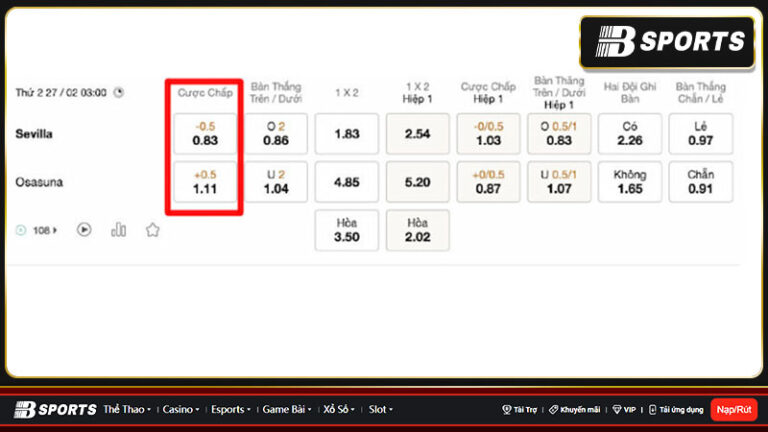 B SPORTS
Thứ 2 27 / 02 03:00
Cược Chấp
Bàn Thắng
Trên / Dưới
1 X 2
1 X 2
Hiệp 1
Cược Chấp
Hiệp 1
Bàn Thắng
Trên / Dưới
Hiệp 1
Hai Đội Ghi
Bàn
Bàn Thắng
Chẵn / Lẻ
Sevilla
-0.5
0.83
O 2
0.86
1.83
2.54
-0/0.5
1.03
O 0.5/1
0.83
Có
2.26
Lẻ
0.97
Osasuna
+0.5
1.11
U 2
1.04
4.85
5.20
+0/0.5
0.87
U 0.5/1
1.07
Không
1.65
Chẵn
0.91
108
Hòa
3.50
Hòa
2.02
B SPORTS Thể Thao Casino Esports Game Bài Xổ Số Slot Tài Trợ Khuyến mãi VIP Tải ứng dụng Nạp/Rút